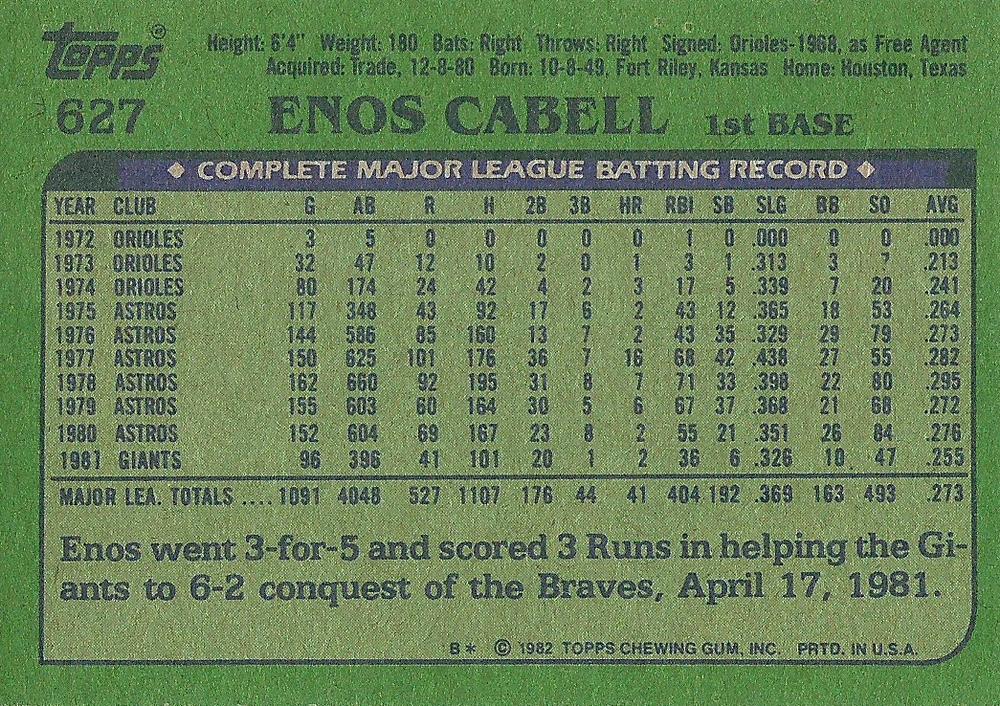 Topps® Height: 6'4" Weight: 180 Bats: Right Throws: Right Signed: Orioles-1968, as Free Agent
Acquired: Trade, 12-8-80 Born: 10-8-49, Fort Riley, Kansas Home: Houston, Texas
627 ENOS CABELL 1st BASE
COMPLETE MAJOR LEAGUE BATTING RECORD
YEAR CLUB G AB R H 2B 3B HR RBI SB SLG BB SO AVG
1972 ORIOLES 3 5 0 0 0 0 0 1 0 .000 0 0 .000
1973 ORIOLES 32 47 12 10 2 0 1 3 1 .313 3 7 .213
1974 ORIOLES 80 174 24 42 4 2 3 17 5 .339 7 20 .241
1975 ASTROS 117 348 43 92 17 6 2 43 12 .365 18 53 .264
1976 ASTROS 144 586 85 160 13 7 2 43 35 .329 29 79 .273
1977 ASTROS 150 625 101 176 36 7 16 68 42 .438 27 55 .282
1978 ASTROS 162 660 92 195 31 8 7 71 33 .398 22 80 .295
1979 ASTROS 155 603 60 164 30 5 6 67 37 .368 21 68 .272
1980 ASTROS 152 604 69 167 23 8 2 55 21 .351 26 84 .276
1981 GIANTS 96 396 41 101 20 1 2 36 6 .326 10 47 .255
MAJOR LEA. TOTALS .... 1091 4048 527 1107 176 44 41 404 192 .369 163 493 .273
Enos went 3-for-5 and scored 3 Runs in helping the Gi-
ants to 6-2 conquest of the Braves, April 17, 1981.
B* © 1982 TOPPS CHEWING GUM, INC. PRTD. IN U.S.A.